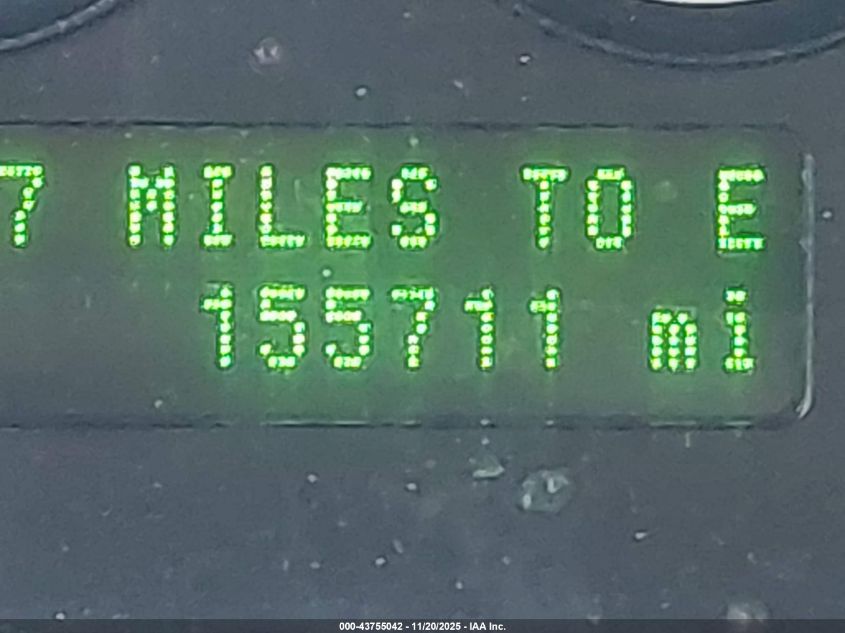 7 MILES TO E
155711 mi
000-43755042 - 11/20/2025 - IAA Inc.